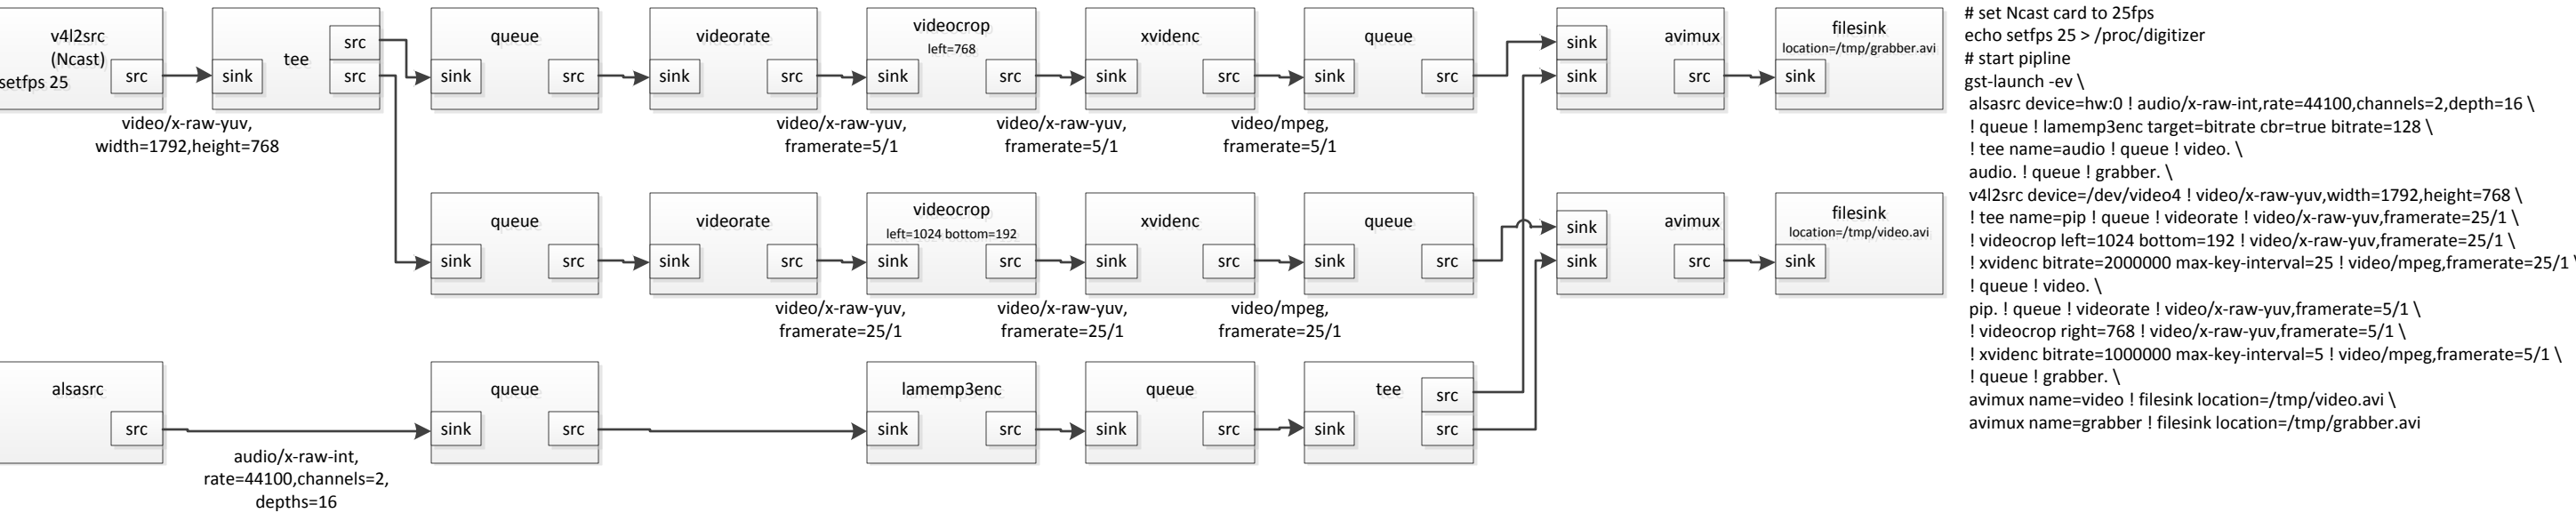 v4l2src
(Ncast)
setfps 25
src
sink
tee
src
src
video/x-raw-yuv,
width=1792,height=768
queue
sink
src
videorate
sink
src
video/x-raw-yuv,
framerate=5/1
videocrop
left=768
sink
src
video/x-raw-yuv,
framerate=5/1
xvidenc
sink
src
video/mpeg,
framerate=5/1
queue
sink
src
avimux
sink
sink
src
filesink
location=/tmp/grabber.avi
sink
queue
sink
src
videorate
sink
src
video/x-raw-yuv,
framerate=25/1
videocrop
left=1024 bottom=192
sink
src
video/x-raw-yuv,
framerate=25/1
xvidenc
sink
src
video/mpeg,
framerate=25/1
queue
sink
src
avimux
sink
sink
src
filesink
location=/tmp/video.avi
sink
alsasrc
src
audio/x-raw-int,
rate=44100,channels=2,
depths=16
queue
sink
src
lamemp3enc
sink
src
queue
sink
src
tee
sink
src
src
# set Ncast card to 25fps
echo setfps 25 > /proc/digitizer
# start pipline
gst-launch -ev \
alsasrc device=hw:0 ! audio/x-raw-int,rate=44100,channels=2,depth=16 \
! queue ! lamemp3enc target=bitrate cbr=true bitrate=128 \
! tee name=audio ! queue ! video. \
audio. ! queue ! grabber. \
v4l2src device=/dev/video4 ! video/x-raw-yuv,width=1792,height=768 \
! tee name=pip ! queue ! videorate ! video/x-raw-yuv,framerate=25/1 \
! videocrop left=1024 bottom=192 ! video/x-raw-yuv,framerate=25/1 \
! xvidenc bitrate=2000000 max-key-interval=25 ! video/mpeg,framerate=25/1 \
! queue ! video. \
pip. ! queue ! videorate ! video/x-raw-yuv,framerate=5/1 \
! videocrop right=768 ! video/x-raw-yuv,framerate=5/1 \
! xvidenc bitrate=1000000 max-key-interval=5 ! video/mpeg,framerate=5/1 \
! queue ! grabber. \
avimux name=video ! filesink location=/tmp/video.avi \
avimux name=grabber ! filesink location=/tmp/grabber.avi